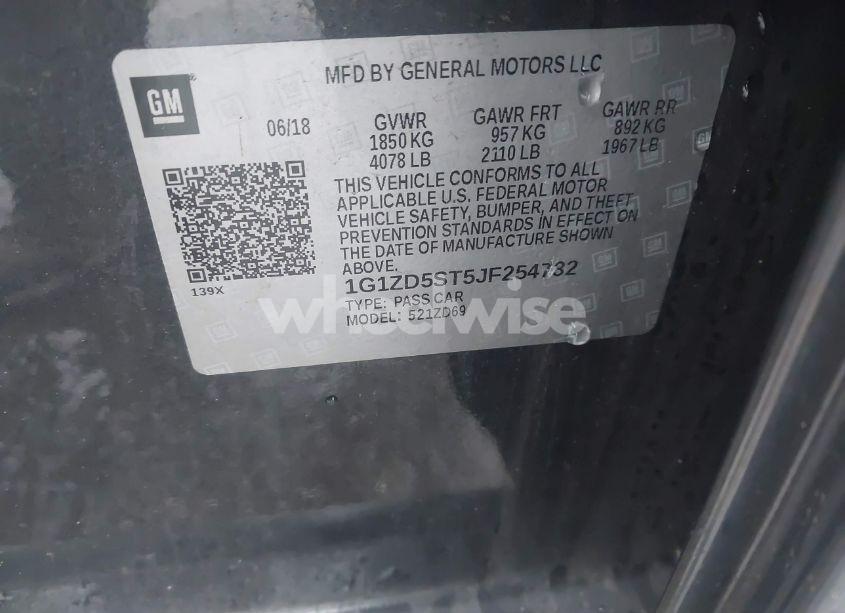 GM
MFD BY GENERAL MOTORS LLC
06/18 GVWR GAWR FRT GAWR RR
1850 KG 957 KG 892 KG
4078 LB 2110 LB 1967 LB
THIS VEHICLE CONFORMS TO ALL
APPLICABLE U.S. FEDERAL MOTOR
VEHICLE SAFETY, BUMPER, AND THEFT
PREVENTION STANDARDS IN EFFECT ON
THE DATE OF MANUFACTURE SHOWN
ABOVE.
139X
1G1ZD5ST5JF254732
TYPE: PASS CAR
MODEL: 521ZD69
wheelwise